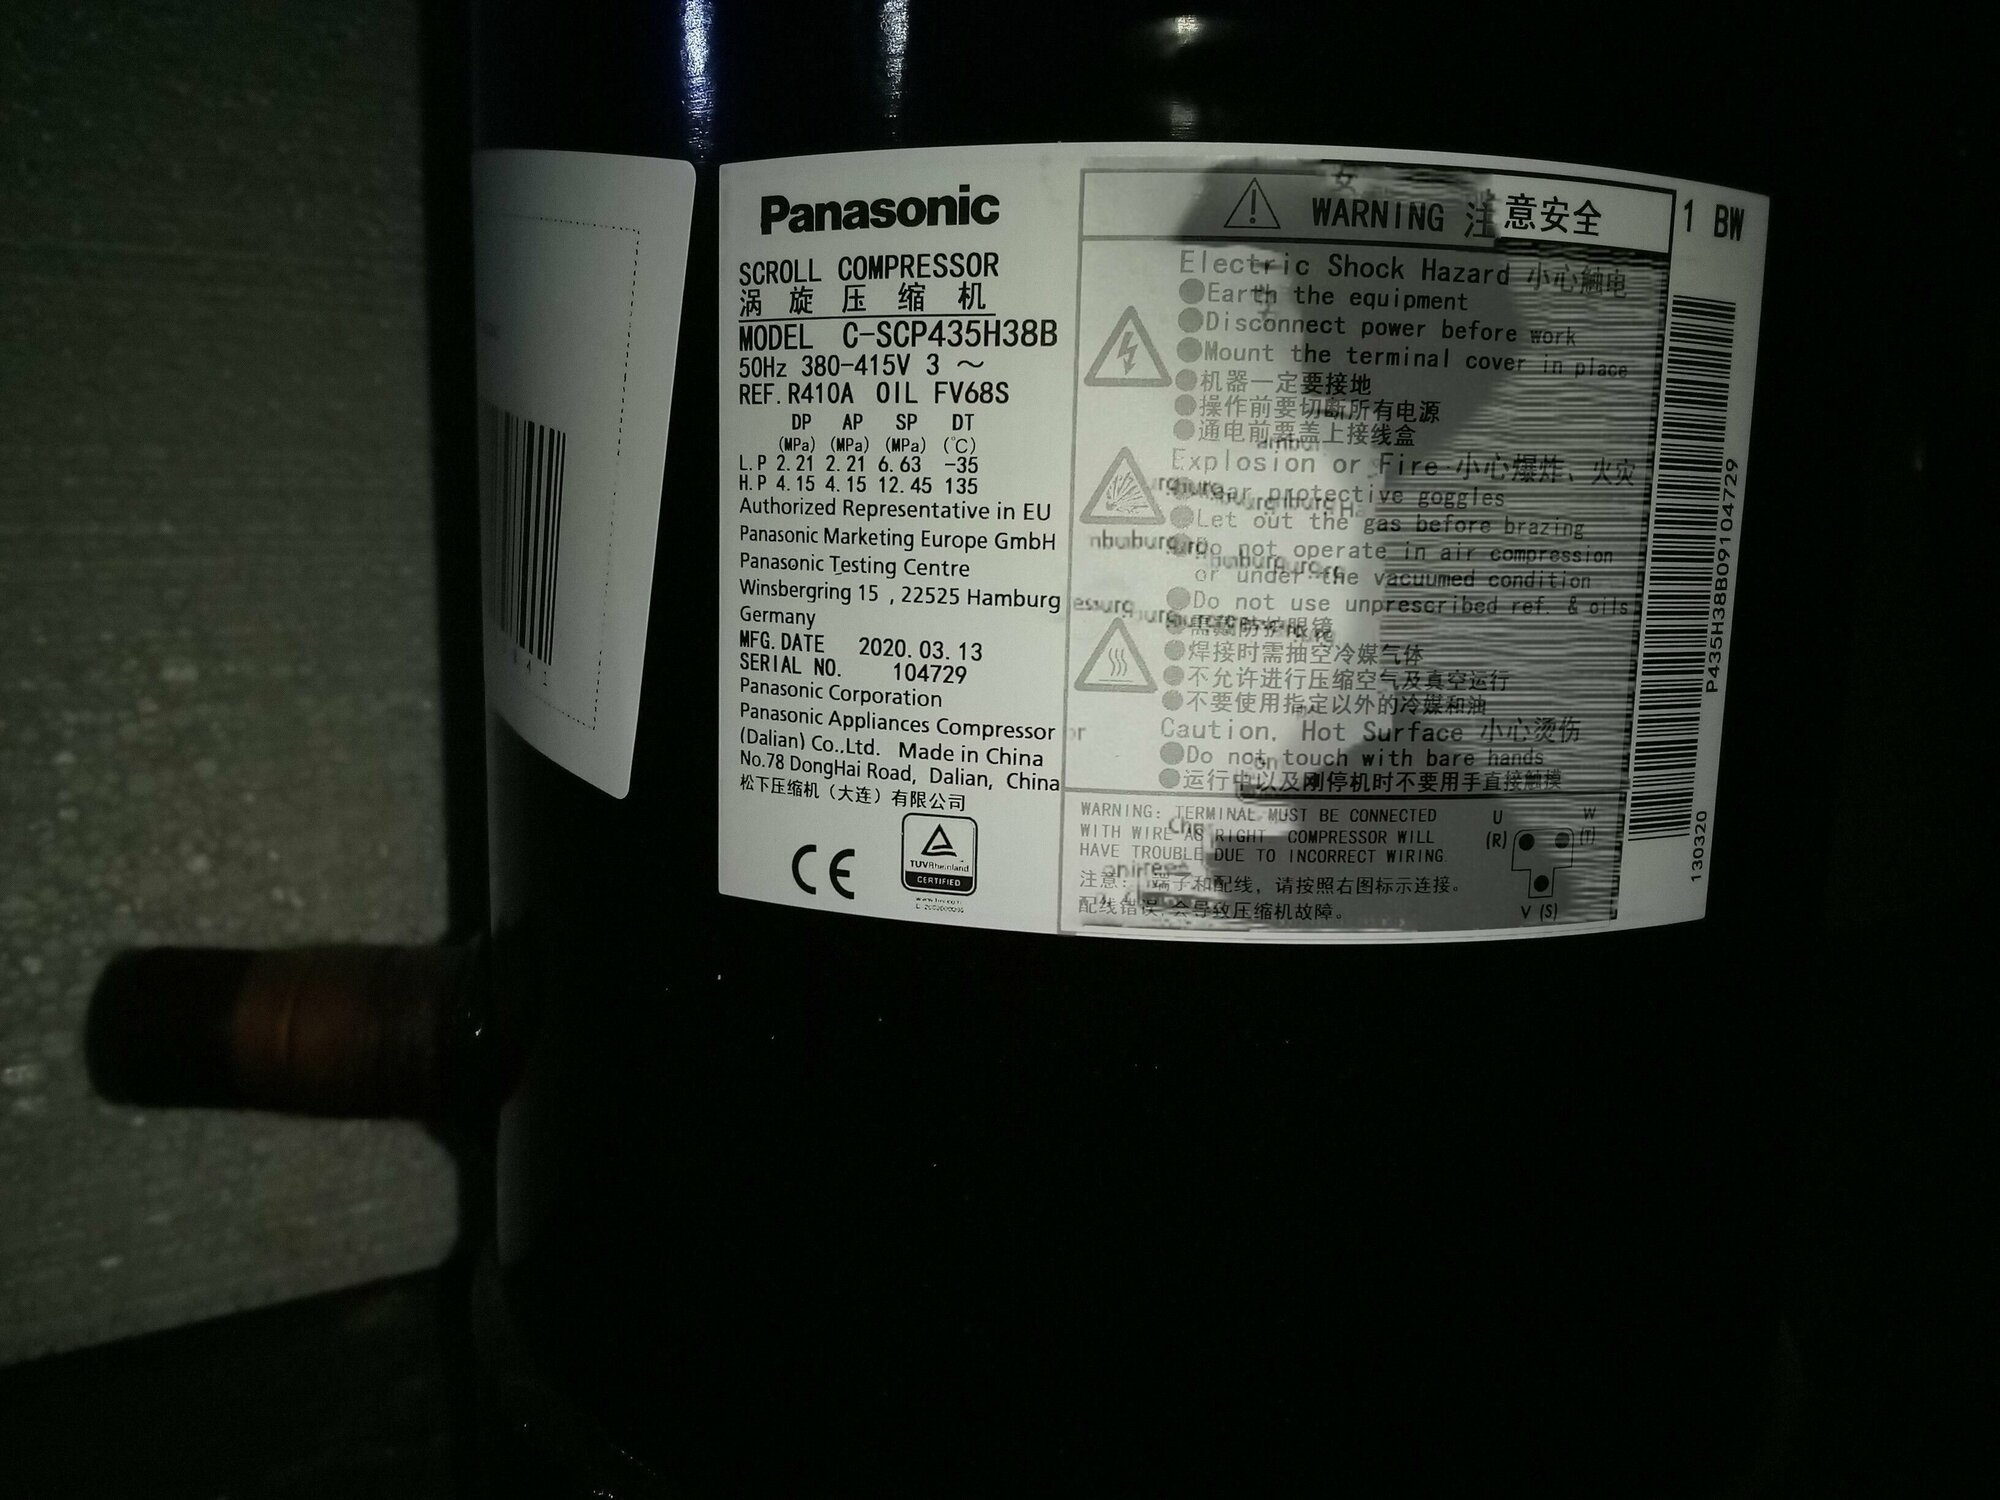 Panasonic
SCROLL COMPRESSOR
涡旋压缩机
MODEL C-SCP435H38B
50Hz 380-415V 3 ～
REF. R410A OIL FV68S
DP AP SP DT
(MPa) (MPa) (MPa) (℃)
L.P 2.21 2.21 6.63 -35
H.P 4.15 4.15 12.45 135
Authorized Representative in EU
Panasonic Marketing Europe GmbH
Panasonic Testing Centre
Winsbergring 15 , 22525 Hamburg
Germany
MFG. DATE 2020. 03. 13
SERIAL NO. 104729
Panasonic Corporation
Panasonic Appliances Compressor
(Dalian) Co.,Ltd. Made in China
No.78 DongHai Road, Dalian, China
松下压缩机（大连）有限公司
CE
TUVRheinland
CERTIFIED
WARNING 注意安全
Electric Shock Hazard 小心触电
●Earth the equipment
●Disconnect power before work
●Mount the terminal cover in place
●机器一定要接地
●操作前要切断所有电源
●通电前要盖上接线盒
Explosion or Fire 小心爆炸、火灾
protective goggles
●Let out the gas before brazing
●Do not operate in air compression
or under the vacuumed condition
●Do not use unprescribed ref. & oils
防护眼镜
●焊接时需抽空冷媒气体
●不允许进行压缩空气及真空运行
●不要使用指定以外的冷媒和油
Caution, Hot Surface 小心烫伤
●Do not touch with bare hands
●运行中以及刚停机时不要用手直接触摸
WARNING: TERMINAL MUST BE CONNECTED
WITH WIRE AS RIGHT. COMPRESSOR WILL
HAVE TROUBLE DUE TO INCORRECT WIRING.
注意: 端子和配线, 请按照右图标示连接。
配线错误,会导致压缩机故障。
U W
(R) (T)
V (S)
1 BW
P435H38B09104729
130320